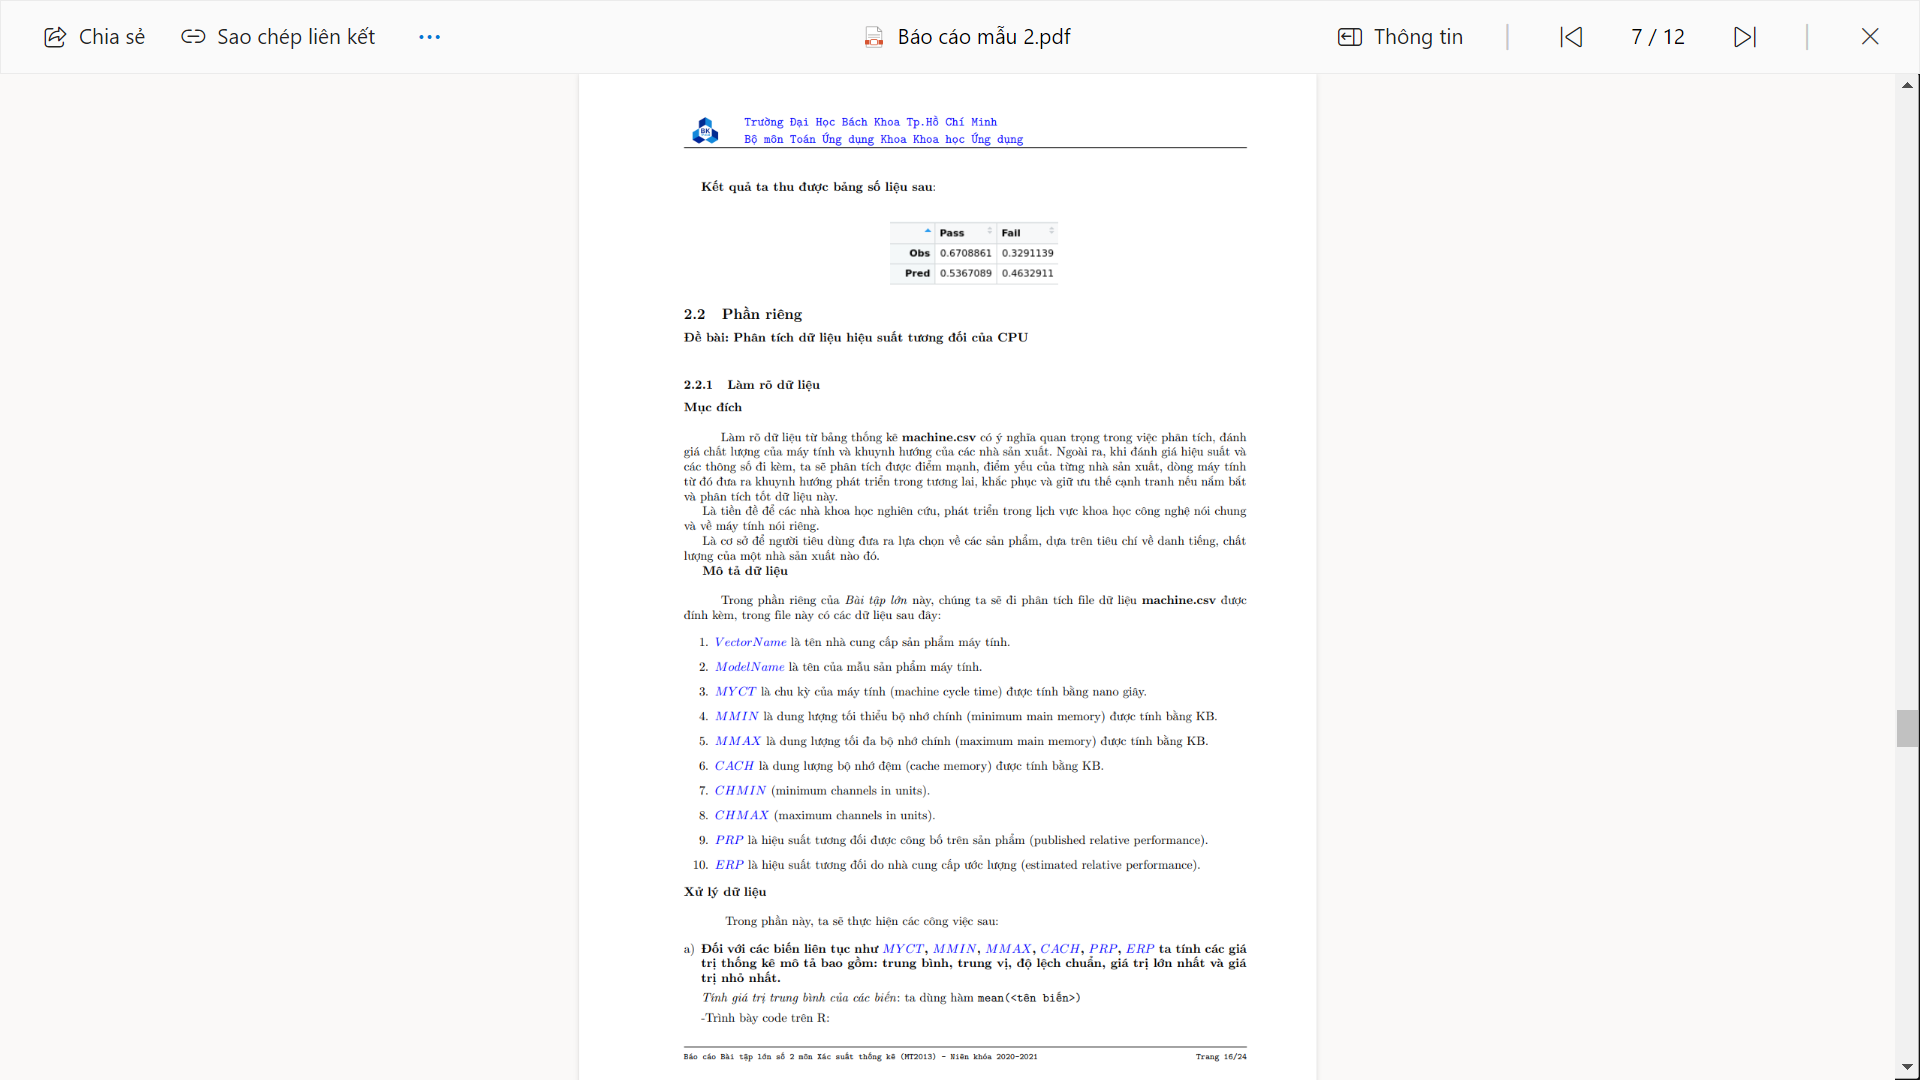 Chia sẻ
Sao chép liên kết
Báo cáo mẫu 2.pdf
Thông tin
7 / 12
BK
Trường Đại Học Bách Khoa Tp.Hồ Chí Minh
Bộ môn Toán Ứng dụng Khoa Khoa học Ứng dụng
Kết quả ta thu được bảng số liệu sau:
Pass Fail
Obs 0.6708861 0.3291139
Pred 0.5367089 0.4632911
2.2 Phần riêng
Đề bài: Phân tích dữ liệu hiệu suất tương đối của CPU
2.2.1 Làm rõ dữ liệu
Mục đích
Làm rõ dữ liệu từ bảng thống kê machine.csv có ý nghĩa quan trọng trong việc phân tích, đánh
giá chất lượng của máy tính và khuynh hướng của các nhà sản xuất. Ngoài ra, khi đánh giá hiệu suất và
các thông số đi kèm, ta sẽ phân tích được điểm mạnh, điểm yếu của từng nhà sản xuất, dòng máy tính
từ đó đưa ra khuynh hướng phát triển trong tương lai, khắc phục và giữ ưu thế cạnh tranh nếu nắm bắt
và phân tích tốt dữ liệu này.
Là tiền đề để các nhà khoa học nghiên cứu, phát triển trong lịch vực khoa học công nghệ nói chung
và về máy tính nói riêng.
Là cơ sở để người tiêu dùng đưa ra lựa chọn về các sản phẩm, dựa trên tiêu chí về danh tiếng, chất
lượng của một nhà sản xuất nào đó.
Mô tả dữ liệu
Trong phần riêng của Bài tập lớn này, chúng ta sẽ đi phân tích file dữ liệu machine.csv được
đính kèm, trong file này có các dữ liệu sau đây:
1. VectorName là tên nhà cung cấp sản phẩm máy tính.
2. ModelName là tên của mẫu sản phẩm máy tính.
3. MYCT là chu kỳ của máy tính (machine cycle time) được tính bằng nano giây.
4. MMIN là dung lượng tối thiểu bộ nhớ chính (minimum main memory) được tính bằng KB.
5. MMAX là dung lượng tối đa bộ nhớ chính (maximum main memory) được tính bằng KB.
6. CACH là dung lượng bộ nhớ đệm (cache memory) được tính bằng KB.
7. CHMIN (minimum channels in units).
8. CHMAX (maximum channels in units).
9. PRP là hiệu suất tương đối được công bố trên sản phẩm (published relative performance).
10. ERP là hiệu suất tương đối do nhà cung cấp ước lượng (estimated relative performance).
Xử lý dữ liệu
Trong phần này, ta sẽ thực hiện các công việc sau:
a) Đối với các biến liên tục như MYCT, MMIN, MMAX, CACH, PRP, ERP ta tính các giá
trị thống kê mô tả bao gồm: trung bình, trung vị, độ lệch chuẩn, giá trị lớn nhất và giá
trị nhỏ nhất.
Tính giá trị trung bình của các biến: ta dùng hàm mean(<tên biến>)
-Trình bày code trên R:
Báo cáo Bài tập lớn số 2 môn Xác suất thống kê (MT2013) - Niên khóa 2020-2021
Trang 16/24